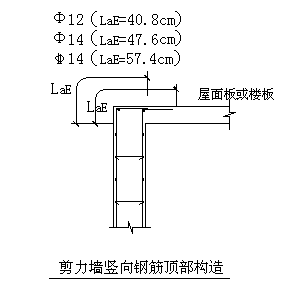 Φ12(LaE=40.8cm)
Φ14(LaE=47.6cm)
Φ14(LaE=57.4cm)
LaE
LaE
屋面板或楼板
剪力墙竖向钢筋顶部构造